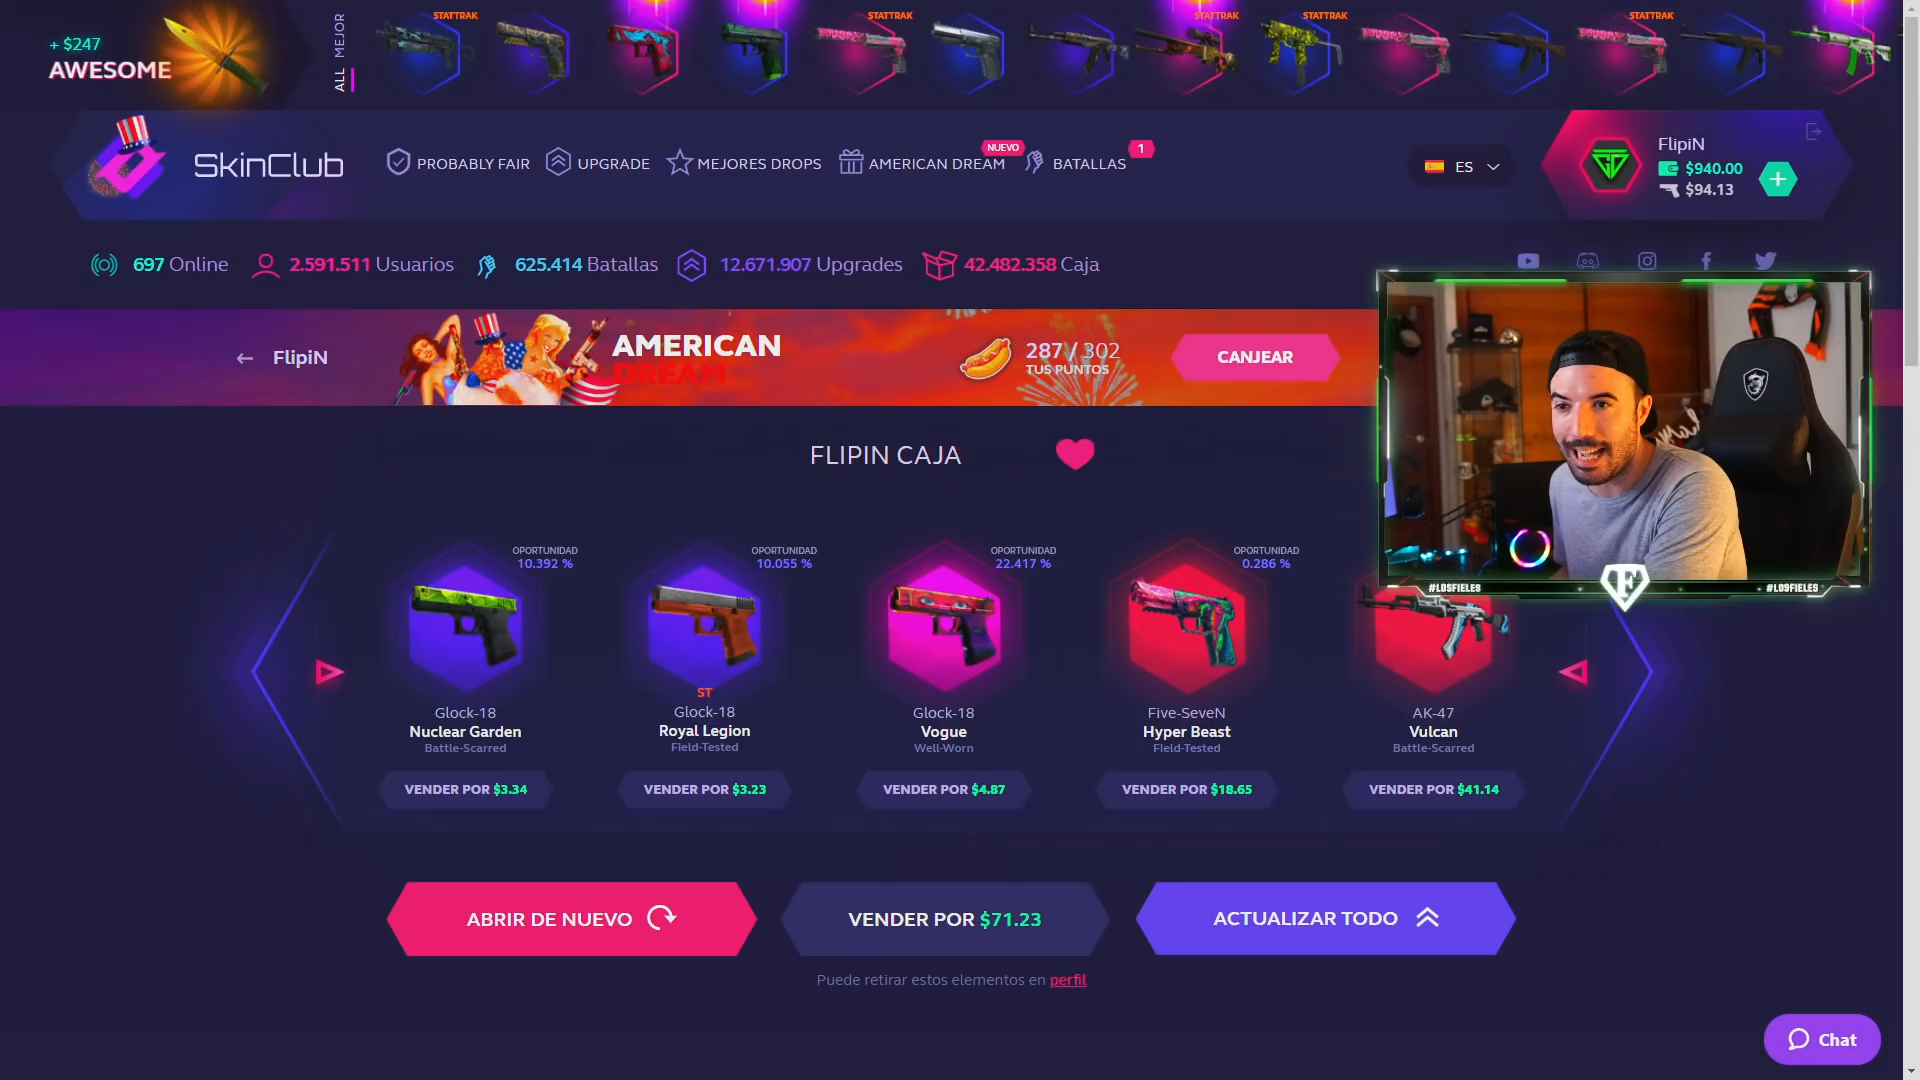 + $247
AWESOME
ALL MEJOR
STATTRAK
STATTRAK
STATTRAK
STATTRAK
STATTRAK
SKINCLUB
PROBABLY FAIR
UPGRADE
MEJORES DROPS
AMERICAN DREAM
NUEVO
BATALLAS
1
ES
FlipiN
$940.00
$94.13
697 Online
2.591.511 Usuarios
625.414 Batallas
12.671.907 Upgrades
42.482.358 Caja
FlipiN
AMERICAN
DREAM
287 / 302
TUS PUNTOS
CANJEAR
FLIPIN CAJA
OPORTUNIDAD
10.392 %
Glock-18
Nuclear Garden
Battle-Scarred
VENDER POR $3.34
OPORTUNIDAD
10.055 %
ST
Glock-18
Royal Legion
Field-Tested
VENDER POR $3.23
OPORTUNIDAD
22.417 %
Glock-18
Vogue
Well-Worn
VENDER POR $4.87
OPORTUNIDAD
0.286 %
Five-SeveN
Hyper Beast
Field-Tested
VENDER POR $18.65
AK-47
Vulcan
Battle-Scarred
VENDER POR $41.14
#LOSFIELES
F
#LOSFIELES
ABRIR DE NUEVO
VENDER POR $71.23
ACTUALIZAR TODO
Puede retirar estos elementos en perfil
Chat